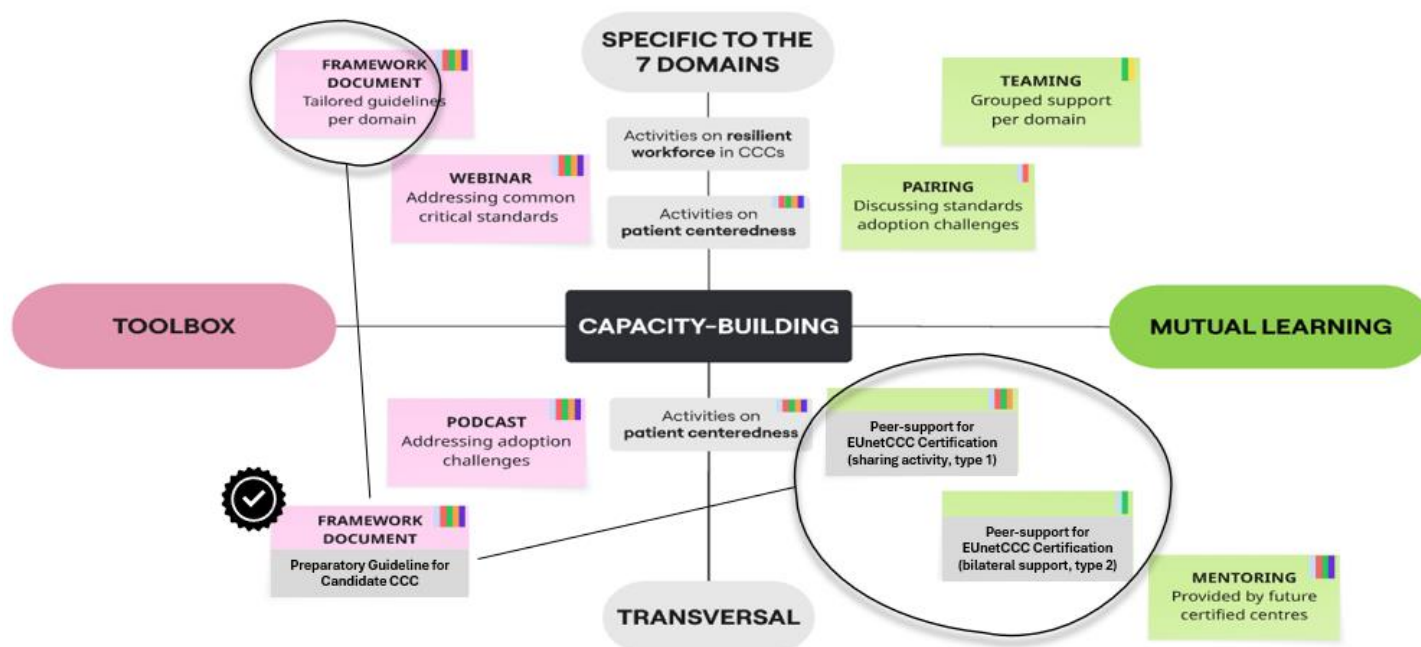 SPECIFIC TO THE
7 DOMAINS
FRAMEWORK
DOCUMENT
Tailored guidelines
per domain
TEAMING
Grouped support
per domain
Activities on resilient
workforce in CCCs
WEBINAR
Addressing common
critical standards
PAIRING
Discussing standards
adoption challenges
Activities on
patient centeredness
TOOLBOX
CAPACITY-BUILDING
MUTUAL LEARNING
PODCAST
Addressing adoption
challenges
Activities on
patient centeredness
Peer-support for
EUnetCCC Certification
(sharing activity, type 1)
FRAMEWORK
DOCUMENT
Preparatory Guideline for
Candidate CCC
Peer-support for
EUnetCCC Certification
(bilateral support, type 2)
MENTORING
Provided by future
certified centres
TRANSVERSAL